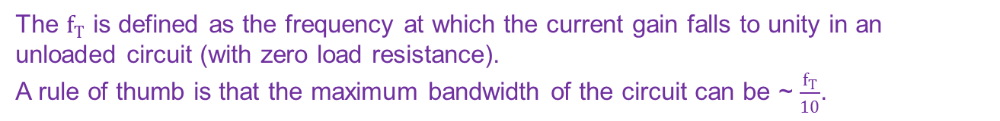 The f_T is defined as the frequency at which the current gain falls to unity in an
unloaded circuit (with zero load resistance).
A rule of thumb is that the maximum bandwidth of the circuit can be ~ f_T/10.